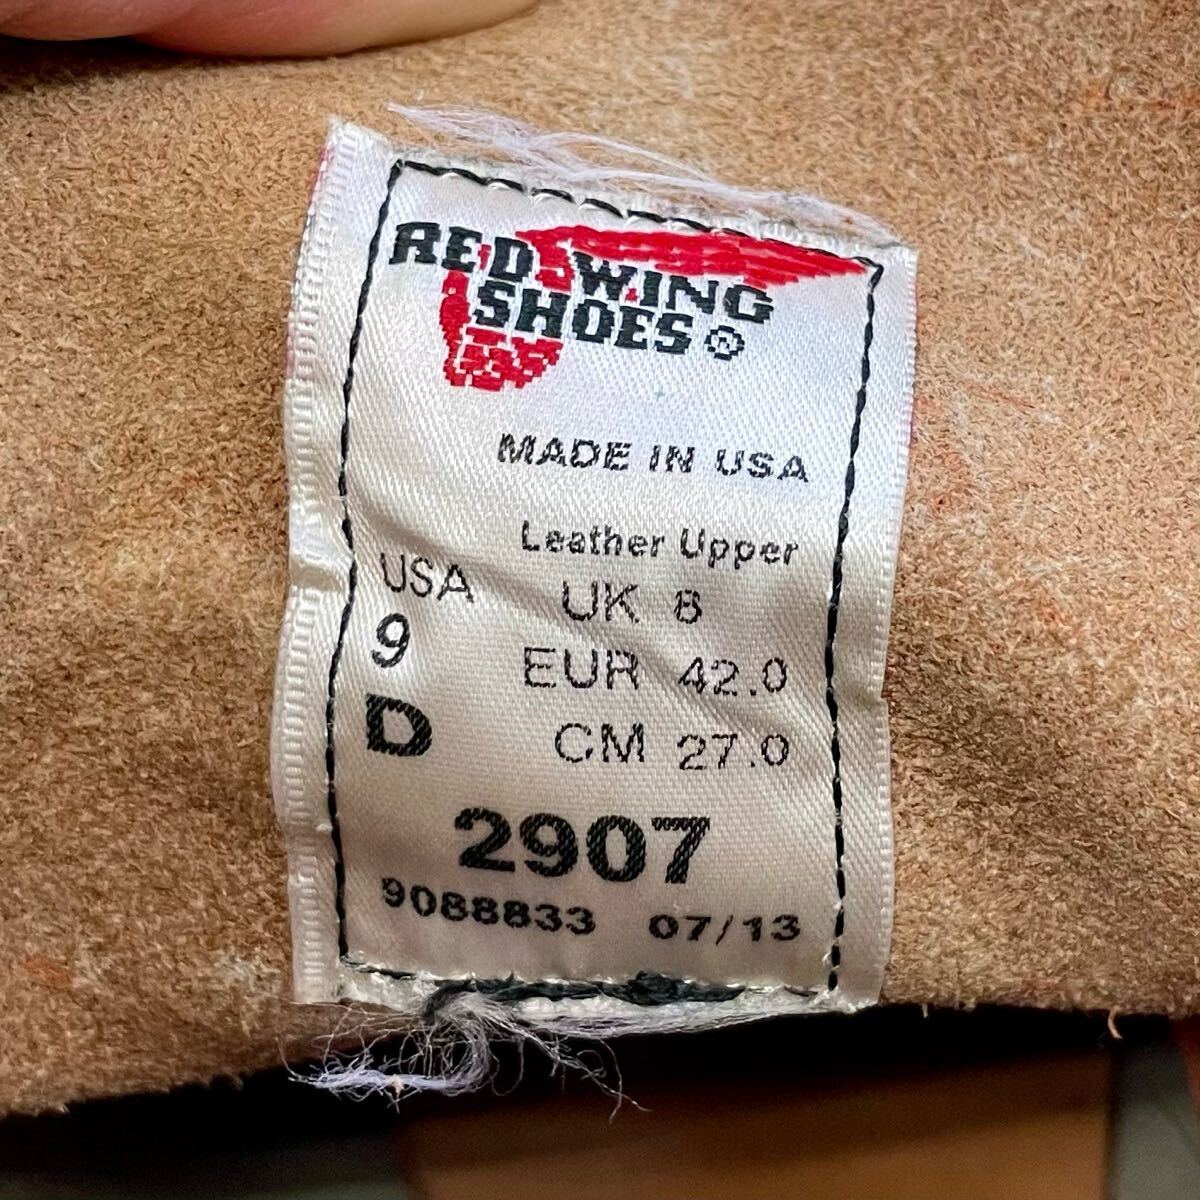 RED WING
SHOES®
MADE IN USA
Leather Upper
USA UK 8
9 EUR 42.0
D CM 27.0
2907
9088833 07/13